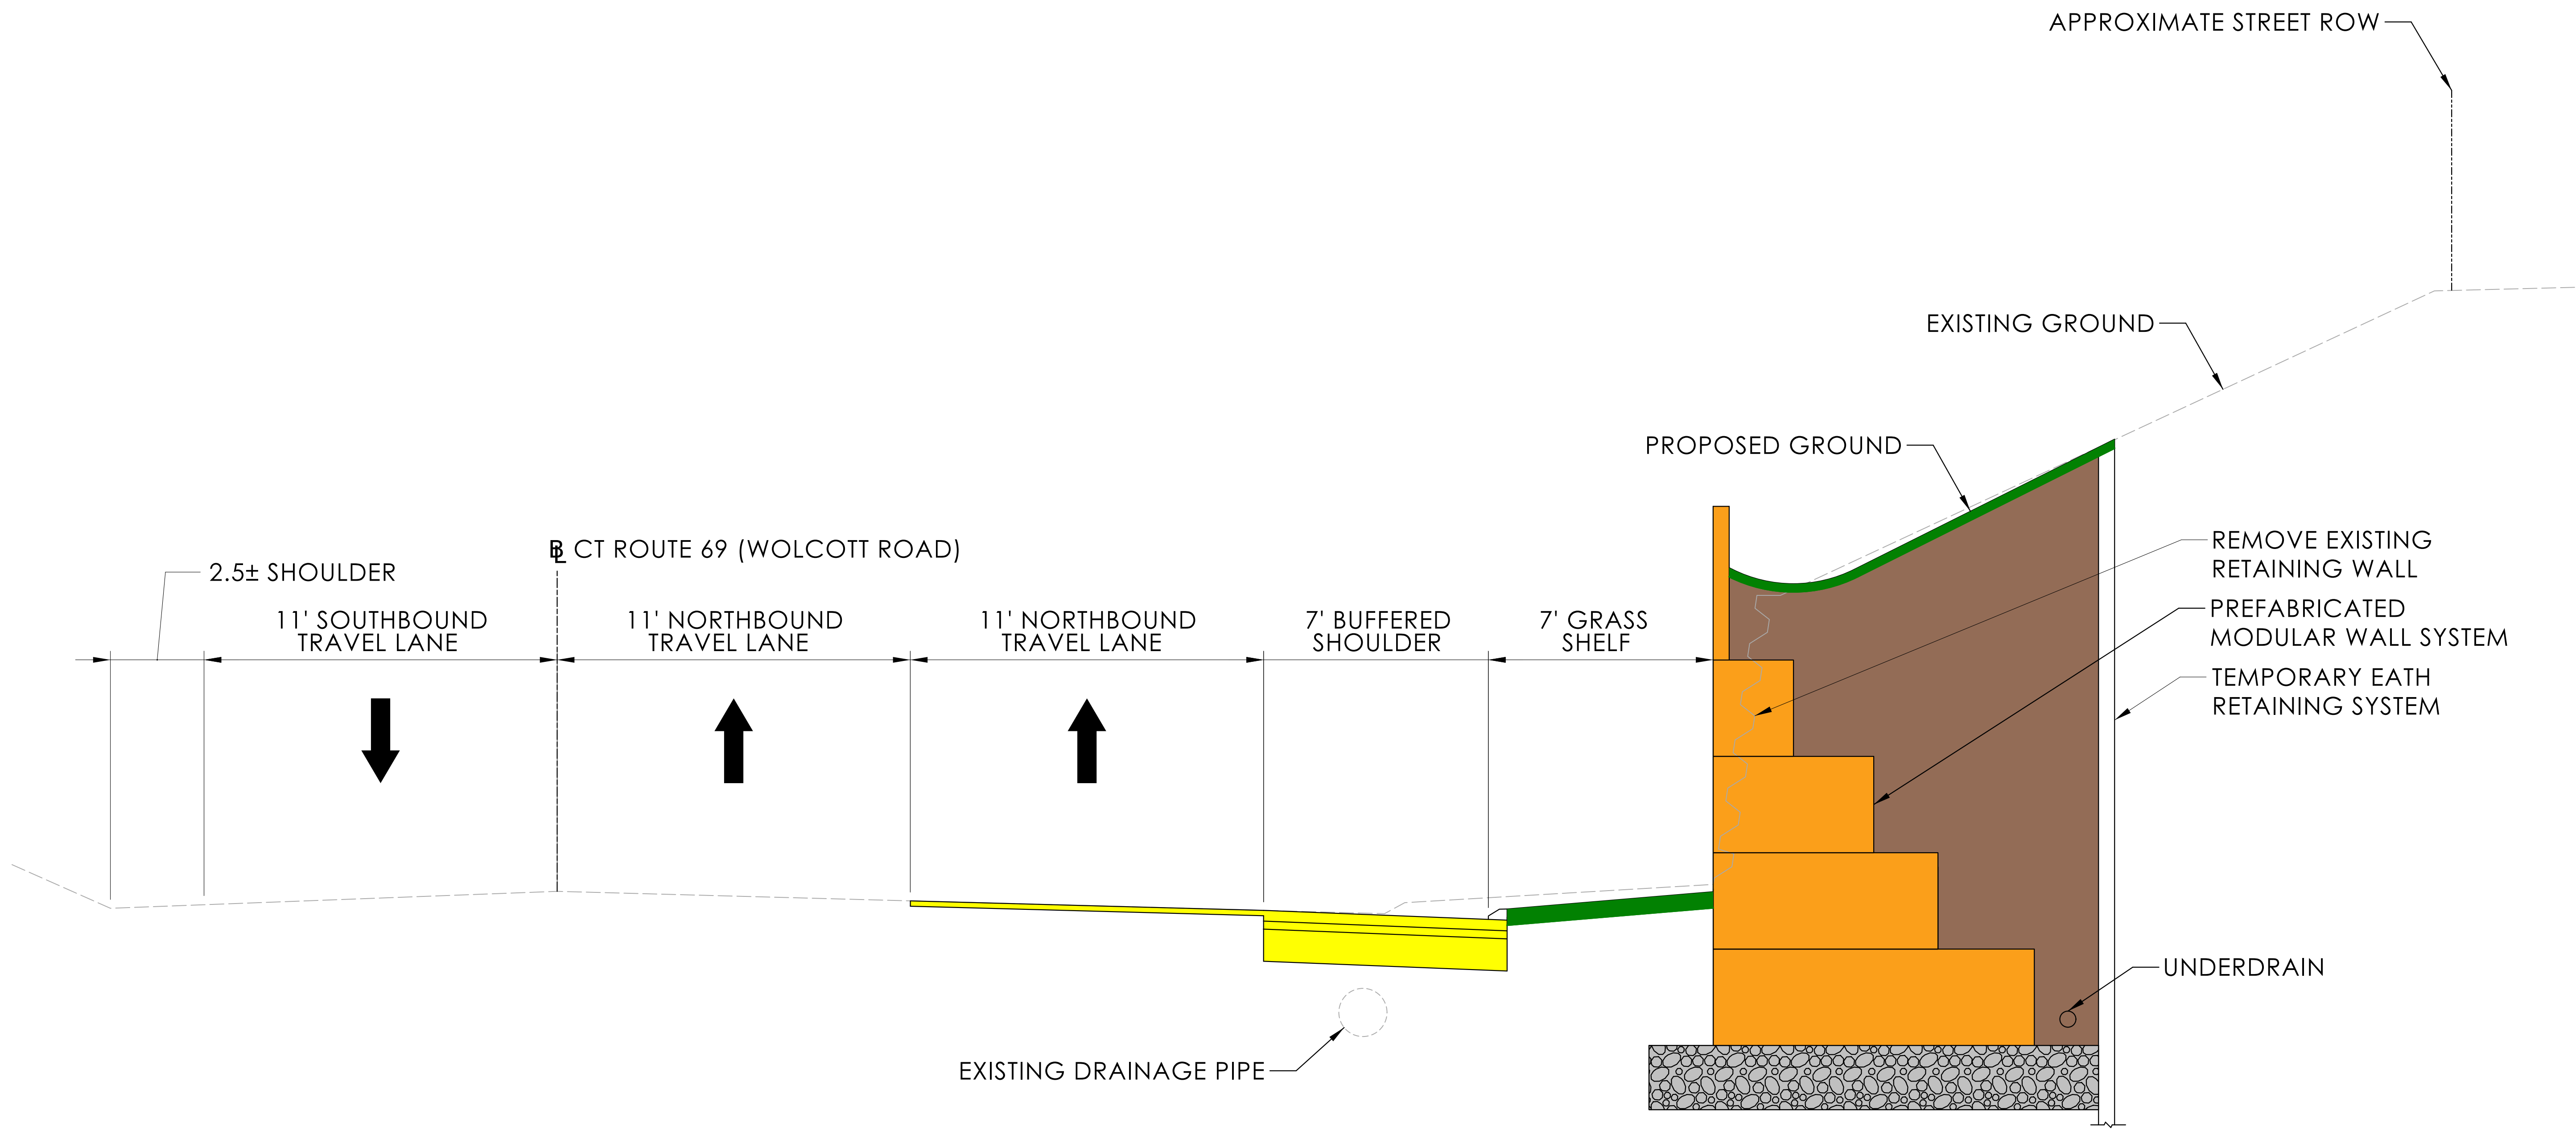 APPROXIMATE STREET ROW
EXISTING GROUND
PROPOSED GROUND
REMOVE EXISTING
RETAINING WALL
PREFABRICATED
MODULAR WALL SYSTEM
TEMPORARY EATH
RETAINING SYSTEM
BL CT ROUTE 69 (WOLCOTT ROAD)
2.5± SHOULDER
11' SOUTHBOUND
TRAVEL LANE
11' NORTHBOUND
TRAVEL LANE
11' NORTHBOUND
TRAVEL LANE
7' BUFFERED
SHOULDER
7' GRASS
SHELF
UNDERDRAIN
EXISTING DRAINAGE PIPE